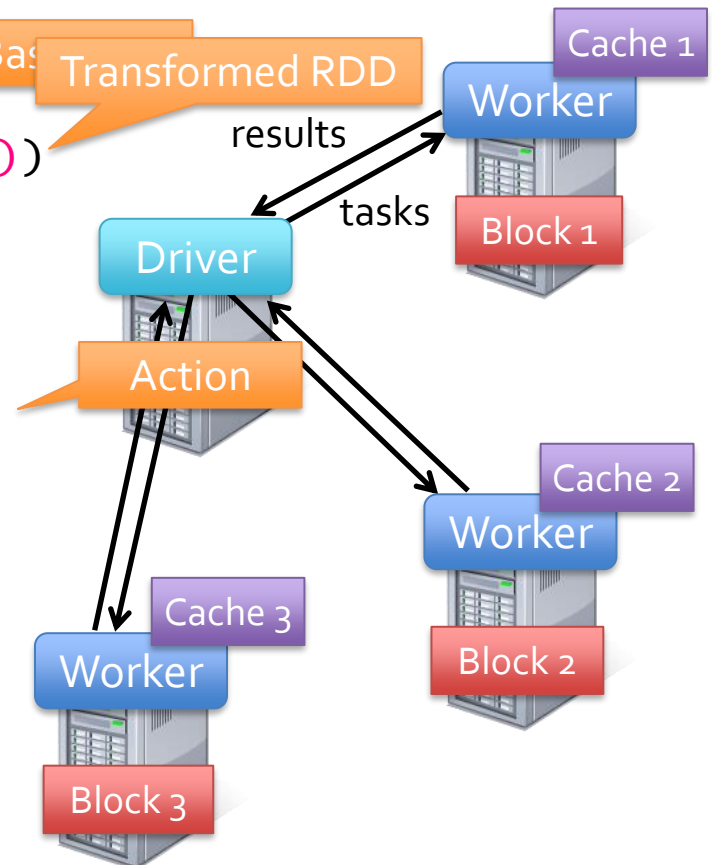 Bas
Transformed RDD
Cache 1
Worker
results
))
tasks
Block 1
Driver
Action
Cache 2
Worker
Block 2
Cache 3
Worker
Block 3